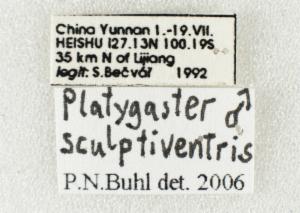 China Yunnan 1.-19.VII.
HEISHU 127.13N 100.19S
35 km N of Lijiang
legit: S.Bečvář 1992
Platygaster ♂
sculptiventris
P.N.Buhl det. 2006